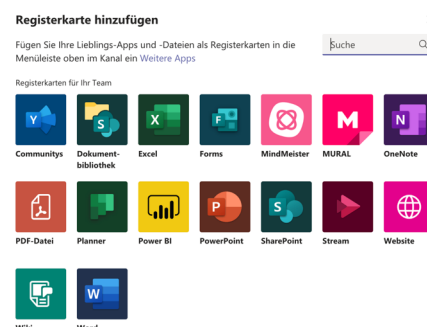 Registerkarte hinzufügen
Fügen Sie Ihre Lieblings-Apps und -Dateien als Registerkarten in die
Menüleiste oben im Kanal ein Weitere Apps
Suche
Registerkarten für Ihr Team
Communitys Dokument- Excel Forms MindMeister MURAL OneNote
bibliothek
PDF-Datei Planner Power BI PowerPoint SharePoint Stream Website
Wiki Word